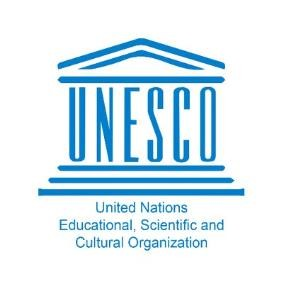 UNESCO
United Nations
Educational, Scientific and
Cultural Organization